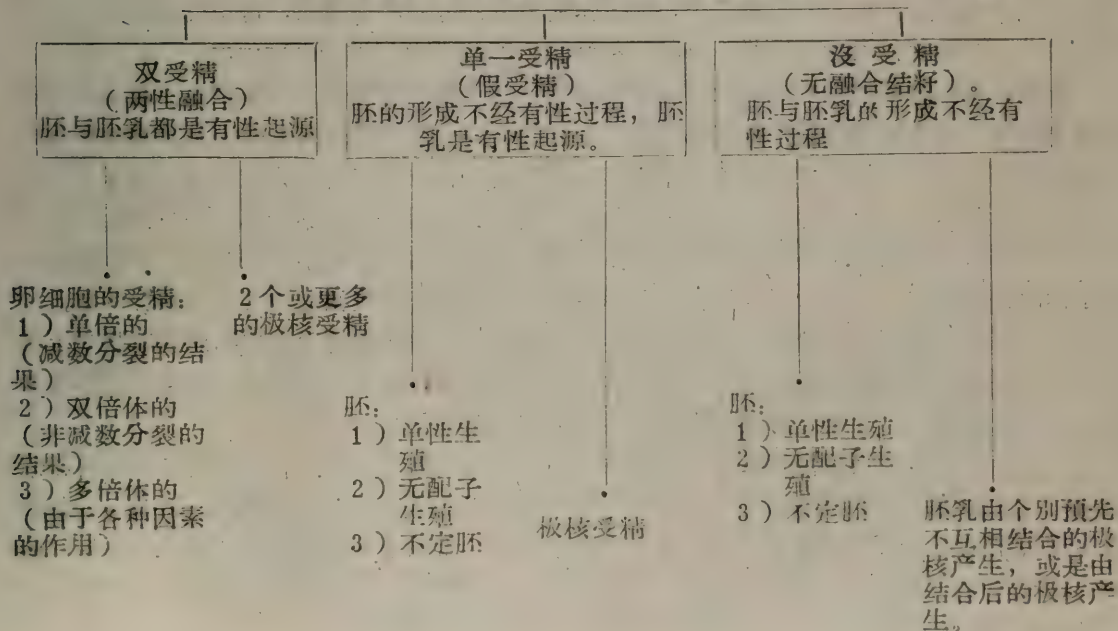 双受精
（两性融合）
胚与胚乳都是有性起源
单一受精
（假受精）
胚的形成不经有性过程，胚
乳是有性起源。
沒受精
（无融合结籽）。
胚与胚乳的形成不经有
性过程
卵细胞的受精：
1）单倍的
（减数分裂的结
果）
2）双倍体的
（非减数分裂的
结果）
3）多倍体的
（由于各种因素
的作用）
2个或更多
的极核受精
胚：
1）单性生
殖
2）无配子
生殖
3）不定胚
极核受精
胚：
1）单性生殖
2）无配子生
殖
3）不定胚
胚乳由个别预先
不互相结合的极
核产生，或是由
结合后的极核产
生。